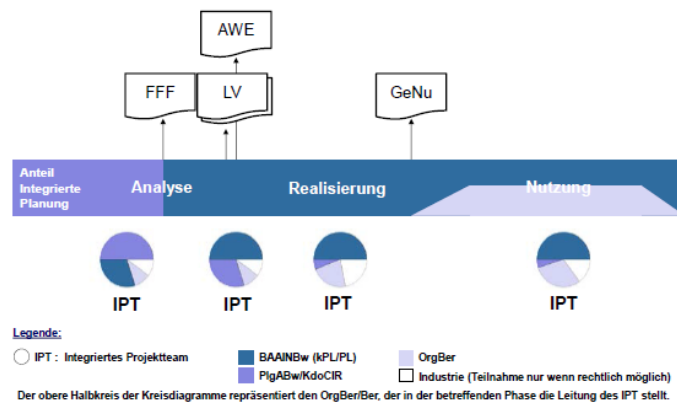 AWE
FFF
LV
GeNu
Anteil
Integrierte
Planung
Analyse
Realisierung
Nutzung
IPT
IPT
IPT
IPT
Legende:
IPT : Integriertes Projektteam
BAAINBw (kPL/PL)
OrgBer
PlgABw/KdoCIR
Industrie (Teilnahme nur wenn rechtlich möglich)
Der obere Halbkreis der Kreisdiagramme repräsentiert den OrgBer/Ber, der in der betreffenden Phase die Leitung des IPT stellt.